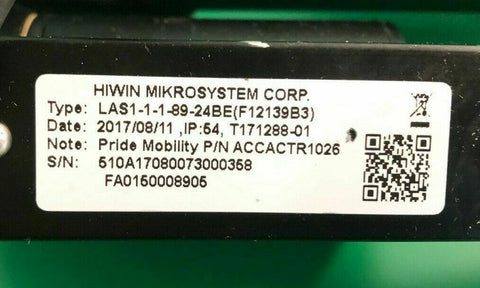 HIWIN MIKROSYSTEM CORP.
Type: LAS1-1-1-89-24BE(F12139B3)
Date: 2017/08/11 ,IP:54, T171288-01
Note: Pride Mobility P/N ACCACTR1026
S/N: 510A17080073000358
FA0150008905